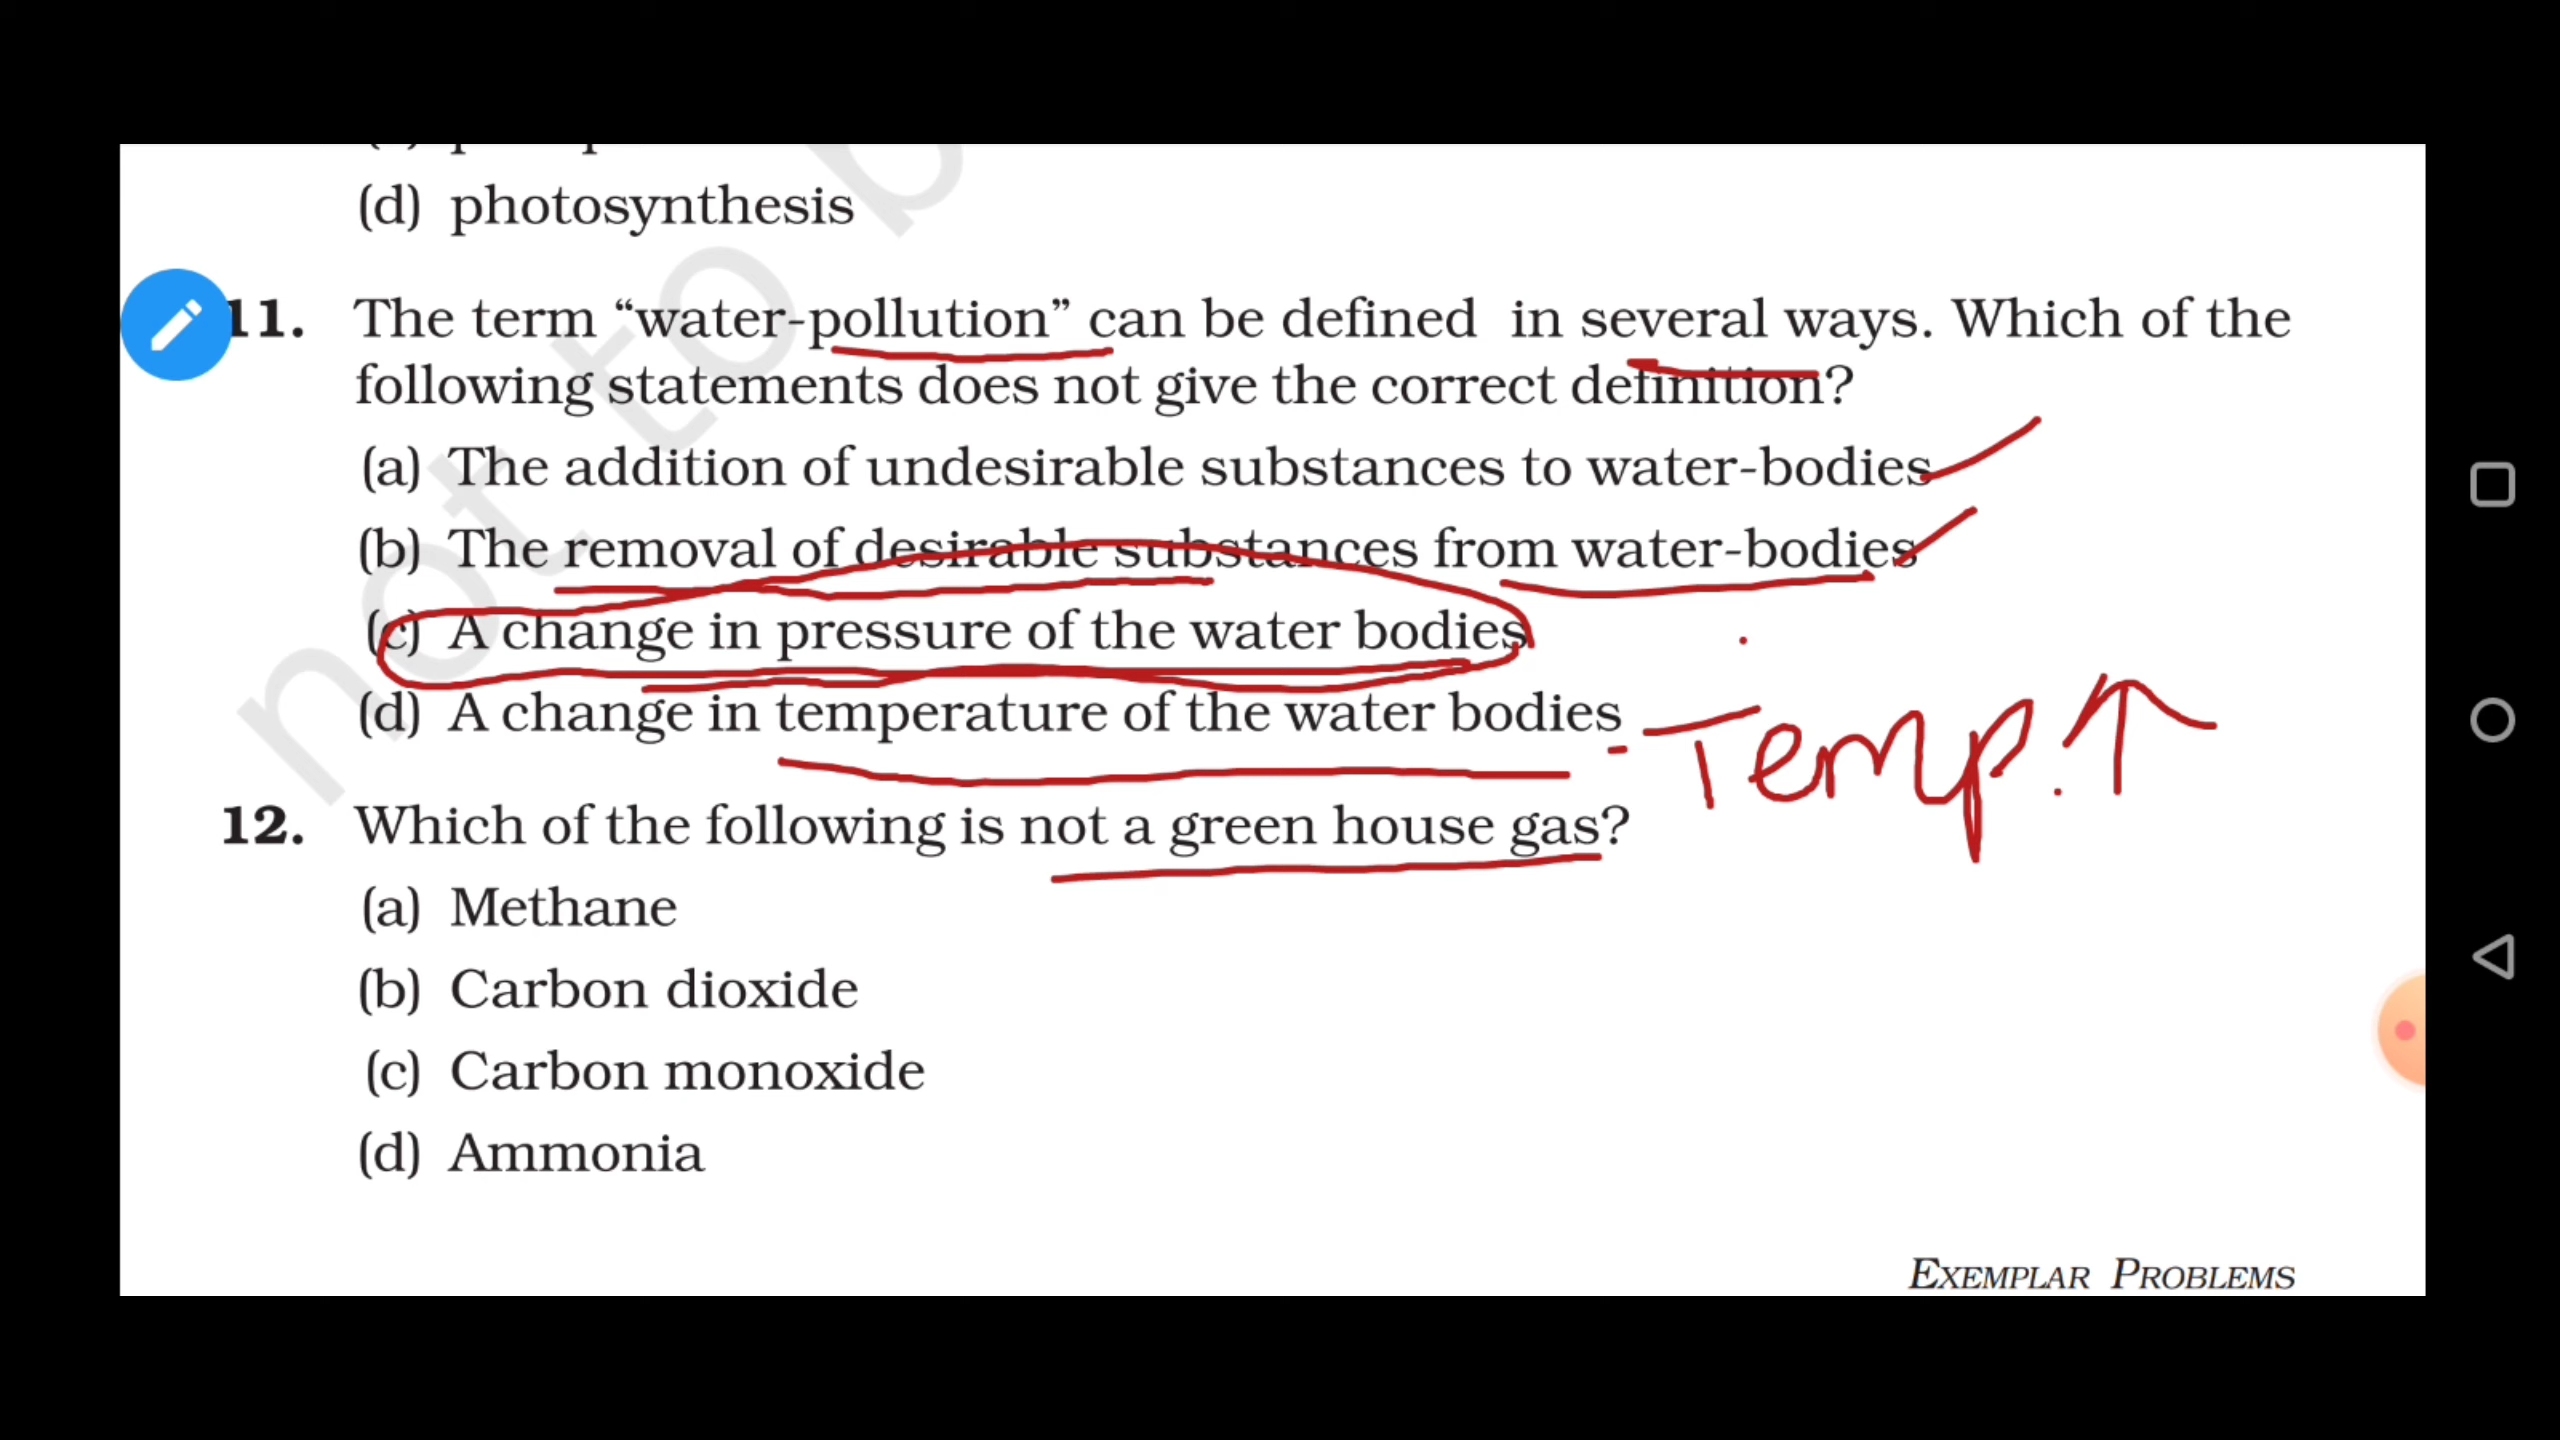 (d) photosynthesis
11. The term “water-pollution” can be defined in several ways. Which of the
following statements does not give the correct definition?
(a) The addition of undesirable substances to water-bodies
(b) The removal of desirable substances from water-bodies
(c) A change in pressure of the water bodies
(d) A change in temperature of the water bodies
Temp. ↑
12. Which of the following is not a green house gas?
(a) Methane
(b) Carbon dioxide
(c) Carbon monoxide
(d) Ammonia
EXEMPLAR PROBLEMS
not to b